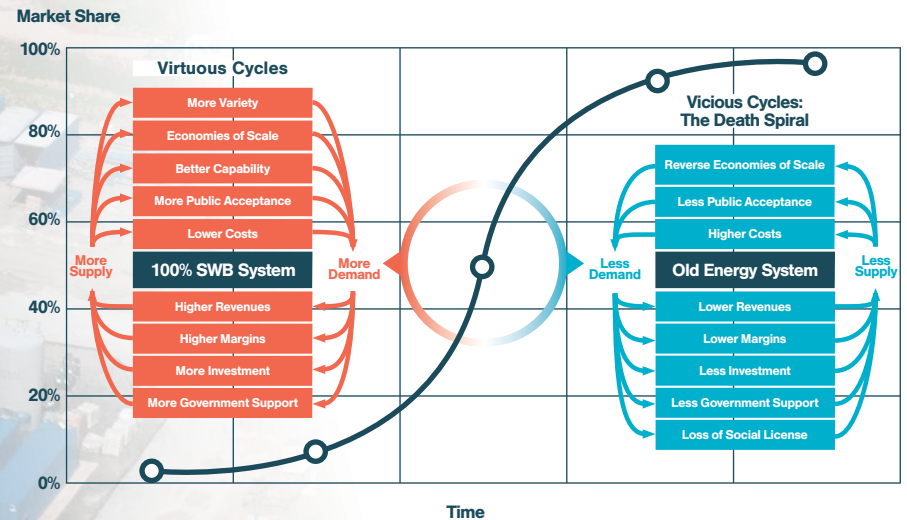 Market Share
100%
80%
60%
40%
20%
0%
Virtuous Cycles
More Variety
Economies of Scale
Better Capability
More Public Acceptance
Lower Costs
More
Supply
100% SWB System
More
Demand
Higher Revenues
Higher Margins
More Investment
More Government Support
Vicious Cycles:
The Death Spiral
Reverse Economies of Scale
Less Public Acceptance
Higher Costs
Less
Demand
Old Energy System
Less
Supply
Lower Revenues
Lower Margins
Less Investment
Less Government Support
Loss of Social License
Time